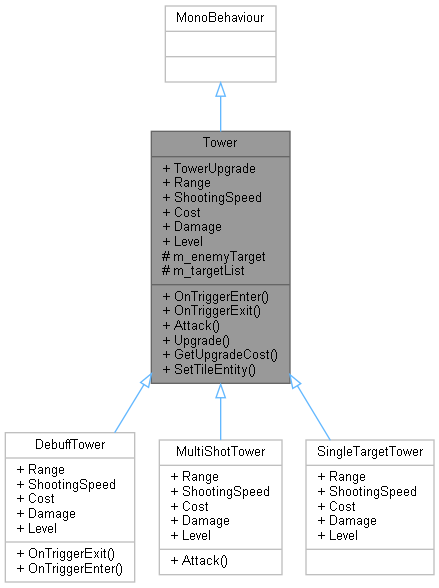 MonoBehaviour
Tower
+ TowerUpgrade
+ Range
+ ShootingSpeed
+ Cost
+ Damage
+ Level
# m_enemyTarget
# m_targetList
+ OnTriggerEnter()
+ OnTriggerExit()
+ Attack()
+ Upgrade()
+ GetUpgradeCost()
+ SetTileEntity()
DebuffTower
+ Range
+ ShootingSpeed
+ Cost
+ Damage
+ Level
+ OnTriggerExit()
+ OnTriggerEnter()
MultiShotTower
+ Range
+ ShootingSpeed
+ Cost
+ Damage
+ Level
+ Attack()
SingleTargetTower
+ Range
+ ShootingSpeed
+ Cost
+ Damage
+ Level